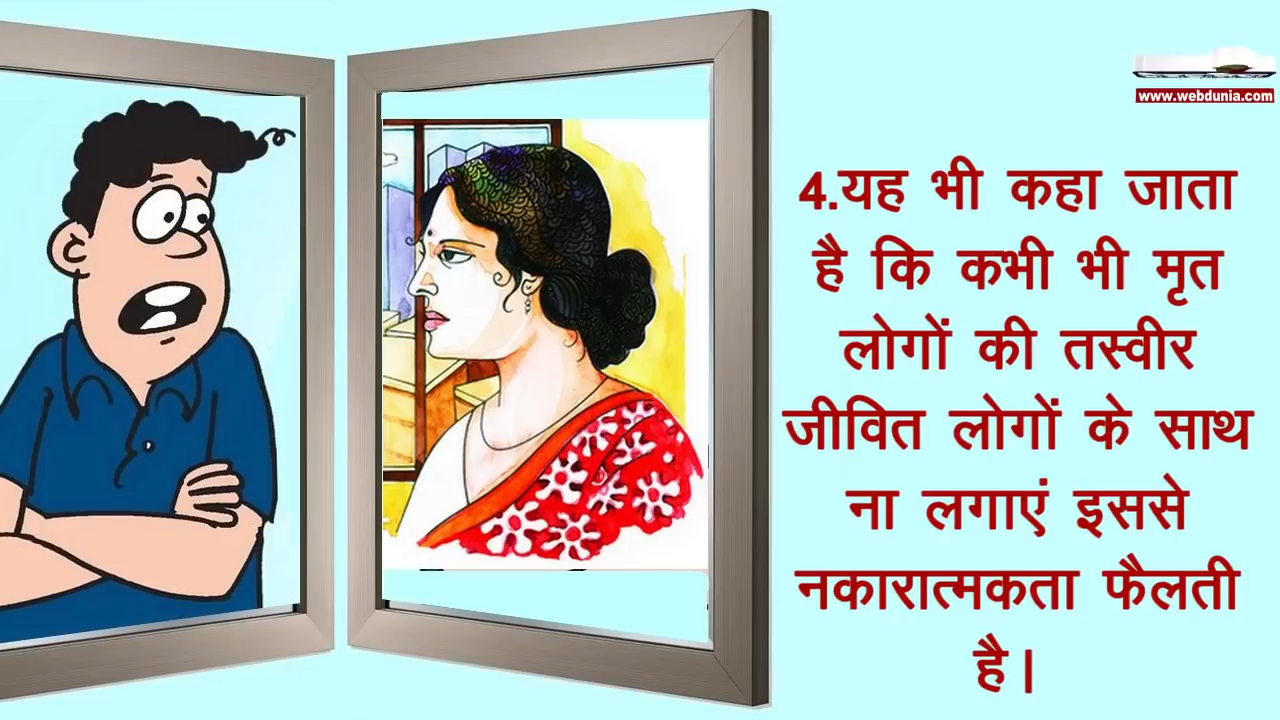 www.webdunia.com
4.यह भी कहा जाता
है कि कभी भी मृत
लोगों की तस्वीर
जीवित लोगों के साथ
ना लगाएं इससे
नकारात्मकता फैलती
है।